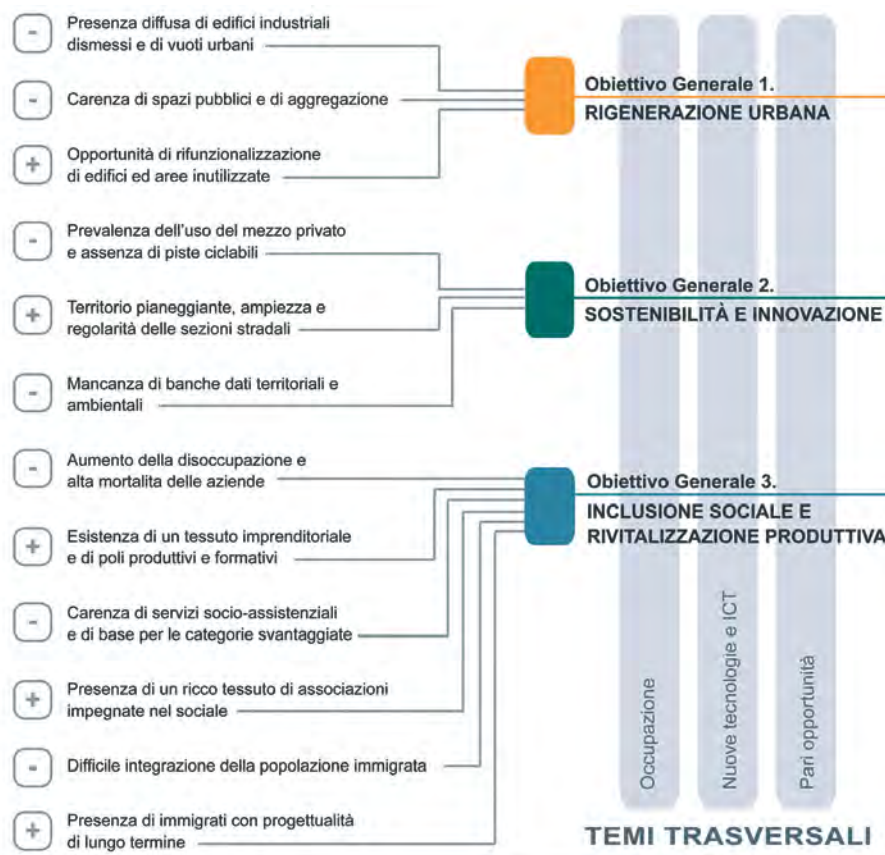 - Presenza diffusa di edifici industriali
dismessi e di vuoti urbani
- Carenza di spazi pubblici e di aggregazione
+ Opportunità di rifunzionalizzazione
di edifici ed aree inutilizzate
Obiettivo Generale 1.
RIGENERAZIONE URBANA
- Prevalenza dell'uso del mezzo privato
e assenza di piste ciclabili
+ Territorio pianeggiante, ampiezza e
regolarità delle sezioni stradali
- Mancanza di banche dati territoriali e
ambientali
Obiettivo Generale 2.
SOSTENIBILITÀ E INNOVAZIONE
- Aumento della disoccupazione e
alta mortalita delle aziende
+ Esistenza di un tessuto imprenditoriale
e di poli produttivi e formativi
- Carenza di servizi socio-assistenziali
e di base per le categorie svantaggiate
+ Presenza di un ricco tessuto di associazioni
impegnate nel sociale
- Difficile integrazione della popolazione immigrata
+ Presenza di immigrati con progettualità
di lungo termine
Obiettivo Generale 3.
INCLUSIONE SOCIALE E
RIVITALIZZAZIONE PRODUTTIVA
Occupazione
Nuove tecnologie e ICT
Pari opportunità
TEMI TRASVERSALI